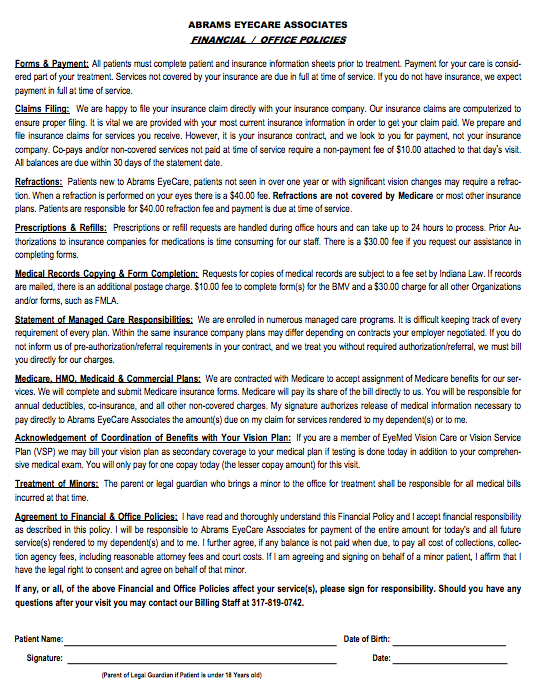 ABRAMS EYECARE ASSOCIATES
FINANCIAL / OFFICE POLICIES
Forms & Payment: All patients must complete patient and insurance information sheets prior to treatment. Payment for your care is consid-
ered part of your treatment. Services not covered by your insurance are due in full at time of service. If you do not have insurance, we expect
payment in full at time of service.
Claims Filing: We are happy to file your insurance claim directly with your insurance company. Our insurance claims are computerized to
ensure proper filing. It is vital we are provided with your most current insurance information in order to get your claim paid. We prepare and
file insurance claims for services you receive. However, it is your insurance contract, and we look to you for payment, not your insurance
company. Co-pays and/or non-covered services not paid at time of service require a non-payment fee of $10.00 attached to that day's visit.
All balances are due within 30 days of the statement date.
Refractions: Patients new to Abrams EyeCare, patients not seen in over one year or with significant vision changes may require a refrac-
tion. When a refraction is performed on your eyes there is a $40.00 fee. Refractions are not covered by Medicare or most other insurance
plans. Patients are responsible for $40.00 refraction fee and payment is due at time of service.
Prescriptions & Refills: Prescriptions or refill requests are handled during office hours and can take up to 24 hours to process. Prior Au-
thorizations to insurance companies for medications is time consuming for our staff. There is a $30.00 fee if you request our assistance in
completing forms.
Medical Records Copying & Form Completion: Requests for copies of medical records are subject to a fee set by Indiana Law. If records
are mailed, there is an additional postage charge. $10.00 fee to complete form(s) for the BMV and a $30.00 charge for all other Organizations
and/or forms, such as FMLA.
Statement of Managed Care Responsibilities: We are enrolled in numerous managed care programs. It is difficult keeping track of every
requirement of every plan. Within the same insurance company plans may differ depending on contracts your employer negotiated. If you do
not inform us of pre-authorization/referral requirements in your contract, and we treat you without required authorization/referral, we must bill
you directly for our charges.
Medicare, HMO, Medicaid & Commercial Plans: We are contracted with Medicare to accept assignment of Medicare benefits for our ser-
vices. We will complete and submit Medicare insurance forms. Medicare will pay its share of the bill directly to us. You will be responsible for
annual deductibles, co-insurance, and all other non-covered charges. My signature authorizes release of medical information necessary to
pay directly to Abrams EyeCare Associates the amount(s) due on my claim for services rendered to my dependent(s) or to me.
Acknowledgement of Coordination of Benefits with Your Vision Plan: If you are a member of EyeMed Vision Care or Vision Service
Plan (VSP) we may bill your vision plan as secondary coverage to your medical plan if testing is done today in addition to your comprehen-
sive medical exam. You will only pay for one copay today (the lesser copay amount) for this visit.
Treatment of Minors: The parent or legal guardian who brings a minor to the office for treatment shall be responsible for all medical bills
incurred at that time.
Agreement to Financial & Office Policies: I have read and thoroughly understand this Financial Policy and I accept financial responsibility
as described in this policy. I will be responsible to Abrams EyeCare Associates for payment of the entire amount for today's and all future
service(s) rendered to my dependent(s) and to me. I further agree, if any balance is not paid when due, to pay all cost of collections, collec-
tion agency fees, including reasonable attorney fees and court costs. If I am agreeing and signing on behalf of a minor patient, I affirm that I
have the legal right to consent and agree on behalf of that minor.
If any, or all, of the above Financial and Office Policies affect your service(s), please sign for responsibility. Should you have any
questions after your visit you may contact our Billing Staff at 317-819-0742.
Patient Name: Date of Birth:
Signature: Date:
(Parent of Legal Guardian if Patient is under 18 Years old)